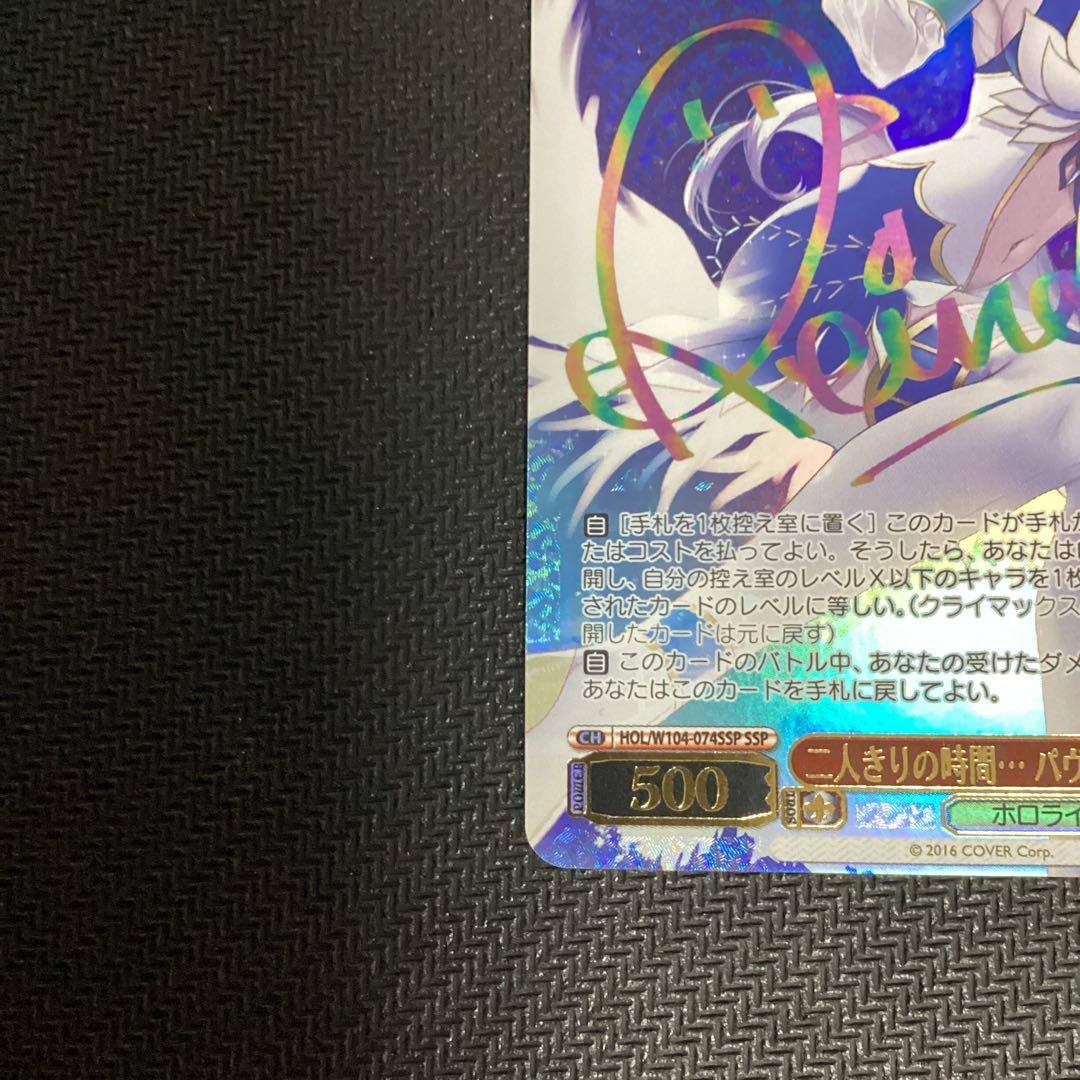 Reine
自 [手札を1枚控え室に置く] このカードが手札か
たはコストを払ってよい。そうしたら、あなたは
開し、自分の控え室のレベルX以下のキャラを1枚
されたカードのレベルに等しい。(クライマックス
開したカードは元に戻す)
自 このカードのバトル中、あなたの受けたダメ
あなたはこのカードを手札に戻してよい。
CH HOL/W104-074SSP SSP
POWER 500
二人きりの時間… パヴ
SOUL
ホロライ
© 2016 COVER Corp.